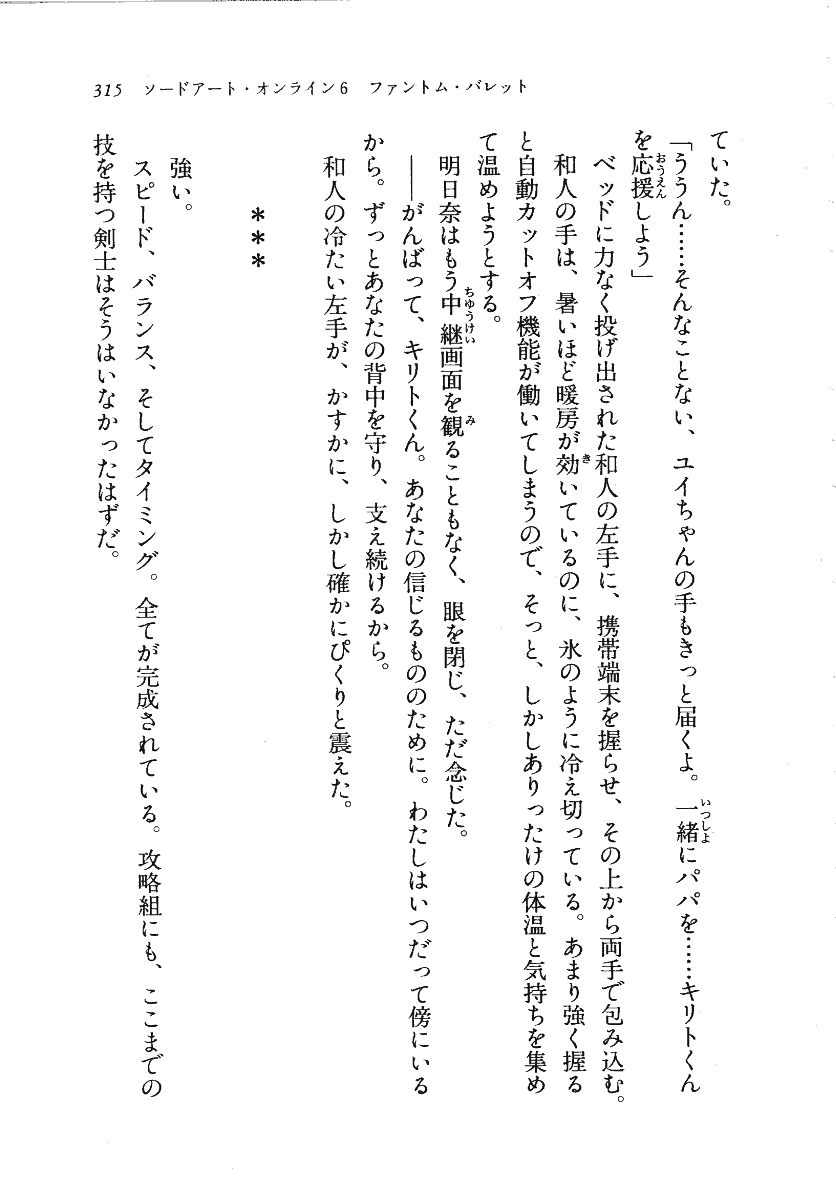 315 ソードアート・オンライン6 ファントム・バレット
ていた。
「ううん……そんなことない、ユイちゃんの手もきっと届くよ。一緒にパパを……キリトくん
を応援しよう」
ベッドに力なく投げ出された和人の左手に、携帯端末を握らせ、その上から両手で包み込む。
和人の手は、暑いほど暖房が効いているのに、氷のように冷え切っている。あまり強く握る
と自動カットオフ機能が働いてしまうので、そっと、しかしありったけの体温と気持ちを集め
て温めようとする。
明日奈はもう中継画面を観ることもなく、眼を閉じ、ただ念じた。
――がんばって、キリトくん。あなたの信じるもののために。わたしはいつだって傍にいる
から。ずっとあなたの背中を守り、支え続けるから。
和人の冷たい左手が、かすかに、しかし確かにぴくりと震えた。
＊＊＊
強い。
スピード、バランス、そしてタイミング。全てが完成されている。攻略組にも、ここまでの
技を持つ剣士はそうはいなかったはずだ。